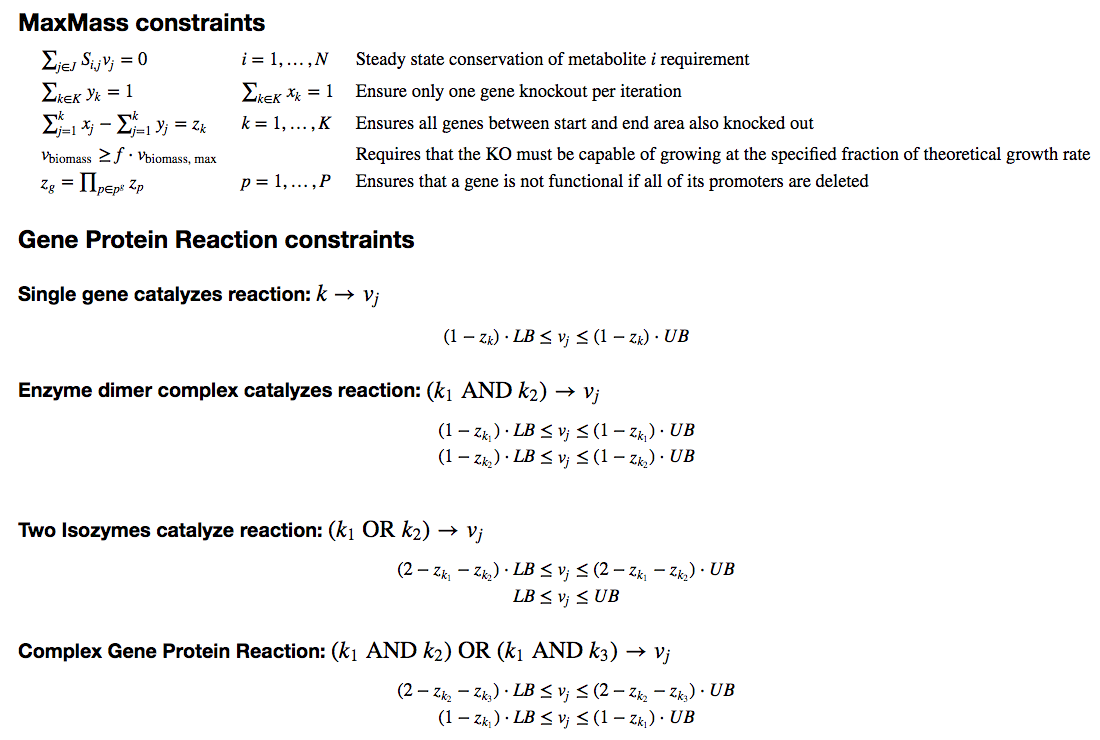 MaxMass constraints
∑_{j∈J} S_{i,j} v_j = 0 i = 1, … , N Steady state conservation of metabolite i requirement
∑_{k∈K} y_k = 1 ∑_{k∈K} x_k = 1 Ensure only one gene knockout per iteration
∑_{j=1}^{k} x_j − ∑_{j=1}^{k} y_j = z_k k = 1, … , K Ensures all genes between start and end area also knocked out
v_{biomass} ≥ f · v_{biomass, max} Requires that the KO must be capable of growing at the specified fraction of theoretical growth rate
z_g = ∏_{p∈p^g} z_p p = 1, … , P Ensures that a gene is not functional if all of its promoters are deleted
Gene Protein Reaction constraints
Single gene catalyzes reaction: k → v_j
(1 − z_k) · LB ≤ v_j ≤ (1 − z_k) · UB
Enzyme dimer complex catalyzes reaction: (k_1 AND k_2) → v_j
(1 − z_{k_1}) · LB ≤ v_j ≤ (1 − z_{k_1}) · UB
(1 − z_{k_2}) · LB ≤ v_j ≤ (1 − z_{k_2}) · UB
Two Isozymes catalyze reaction: (k_1 OR k_2) → v_j
(2 − z_{k_1} − z_{k_2}) · LB ≤ v_j ≤ (2 − z_{k_1} − z_{k_2}) · UB
LB ≤ v_j ≤ UB
Complex Gene Protein Reaction: (k_1 AND k_2) OR (k_1 AND k_3) → v_j
(2 − z_{k_2} − z_{k_3}) · LB ≤ v_j ≤ (2 − z_{k_2} − z_{k_3}) · UB
(1 − z_{k_1}) · LB ≤ v_j ≤ (1 − z_{k_1}) · UB